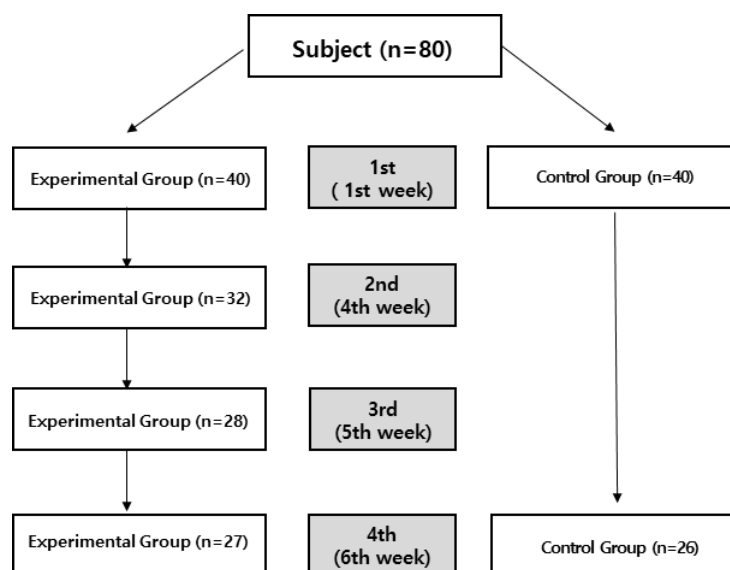 Subject (n=80)
Experimental Group (n=40)
1st
( 1st week)
Control Group (n=40)
Experimental Group (n=32)
2nd
(4th week)
Experimental Group (n=28)
3rd
(5th week)
Experimental Group (n=27)
4th
(6th week)
Control Group (n=26)